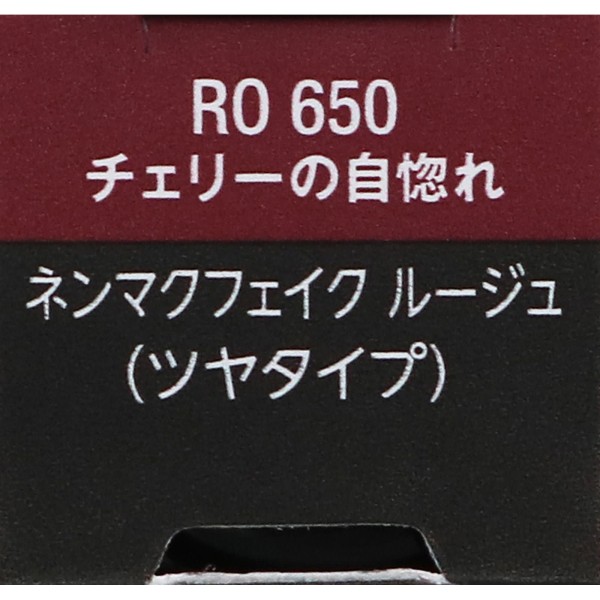 RO 650
チェリーの自惚れ
ネンマクフェイク ルージュ
(ツヤタイプ)